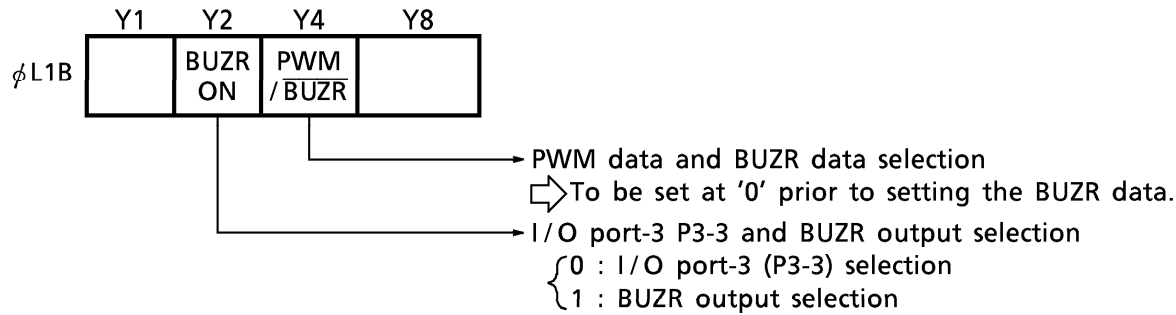 Y1 Y2 Y4 Y8
φL1B
BUZR ON
PWM /BUZR
PWM data and BUZR data selection
To be set at '0' prior to setting the BUZR data.
I/O port-3 P3-3 and BUZR output selection
0 : I/O port-3 (P3-3) selection
1 : BUZR output selection